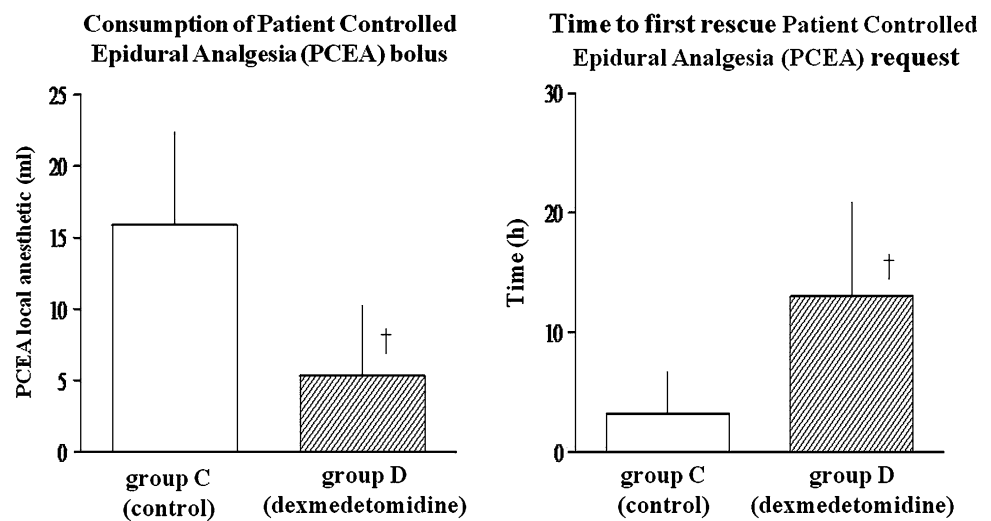 Consumption of Patient Controlled
Epidural Analgesia (PCEA) bolus
PCEA local anesthetic (ml)
25
20
15
10
5
0
†
group C
(control)
group D
(dexmedetomidine)
Time to first rescue Patient Controlled
Epidural Analgesia (PCEA) request
Time (h)
30
20
10
0
†
group C
(control)
group D
(dexmedetomidine)